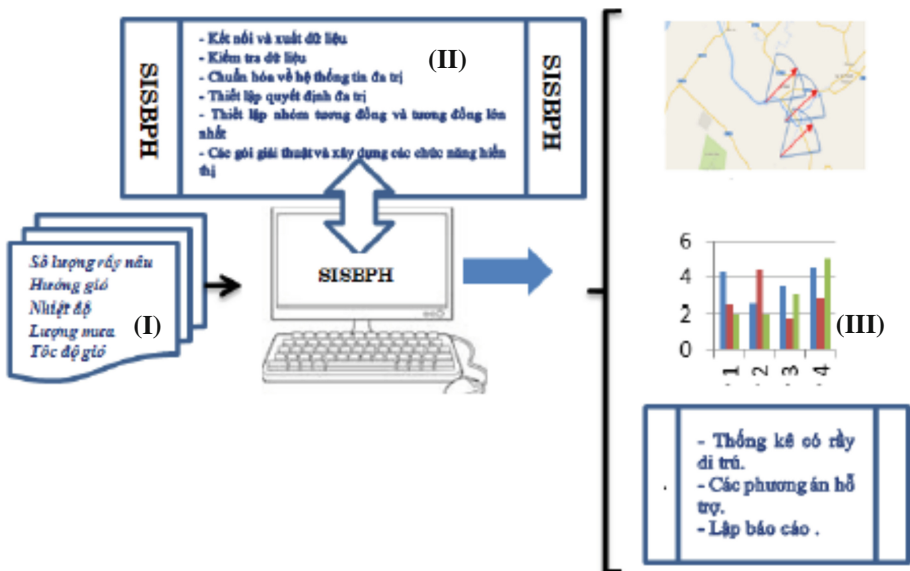 SISBPH
- Kết nối và xuất dữ liệu
- Kiểm tra dữ liệu
- Chuẩn hóa về hệ thống tin đa trị
- Thiết lập quyết định đa trị
- Thiết lập nhóm tương đồng và tương đồng lớn
nhất
- Các gói giải thuật và xây dựng các chức năng hiển
thị
(II)
SISBPH
Số lượng rầy nâu
Hướng gió
Nhiệt độ
Lượng mưa
Tốc độ gió
(I)
SISBPH
6
4
2
0
1
2
3
4
(III)
- Thống kê có rầy
di trú.
- Các phương án hỗ
trợ.
- Lập báo cáo .